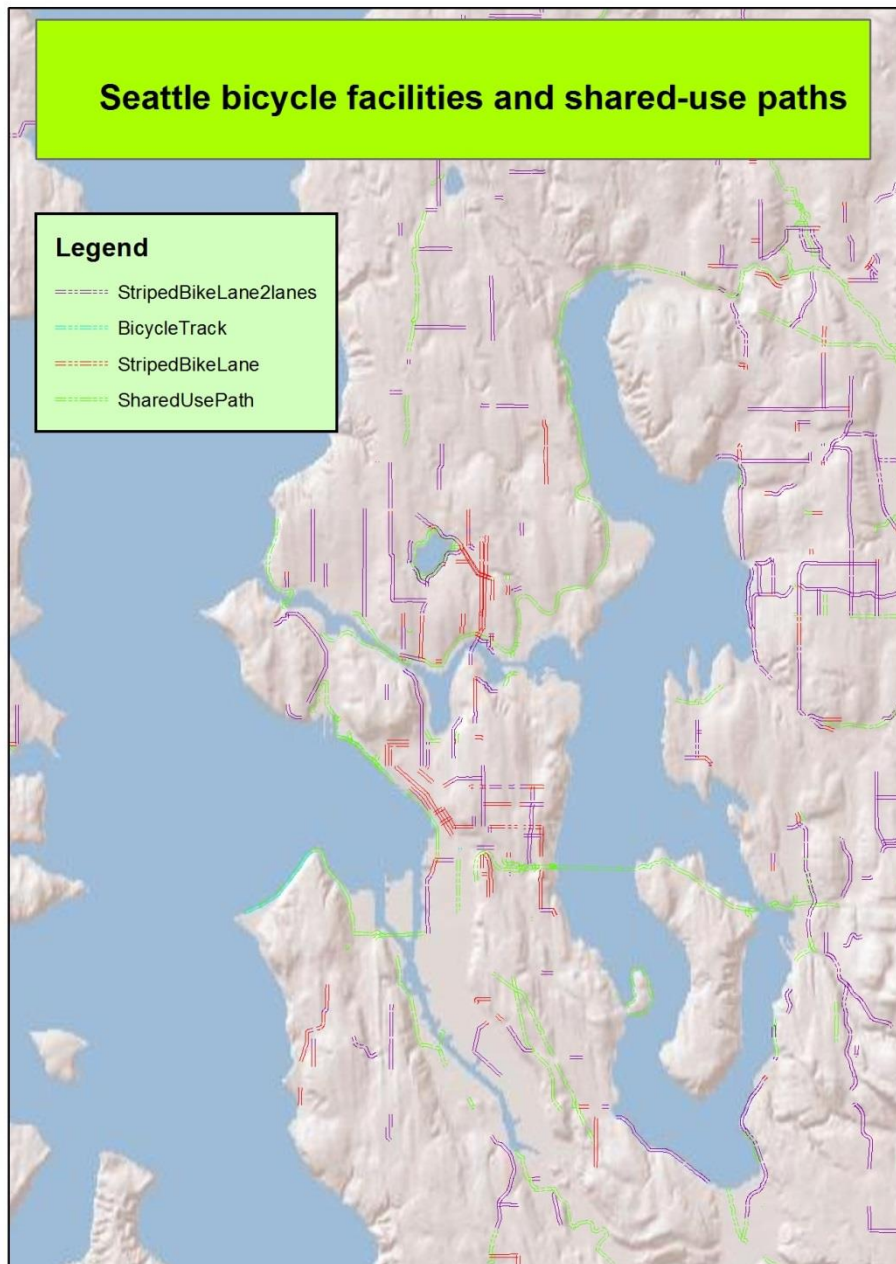 Seattle bicycle facilities and shared-use paths
Legend
StripedBikeLane2lanes
BicycleTrack
StripedBikeLane
SharedUsePath